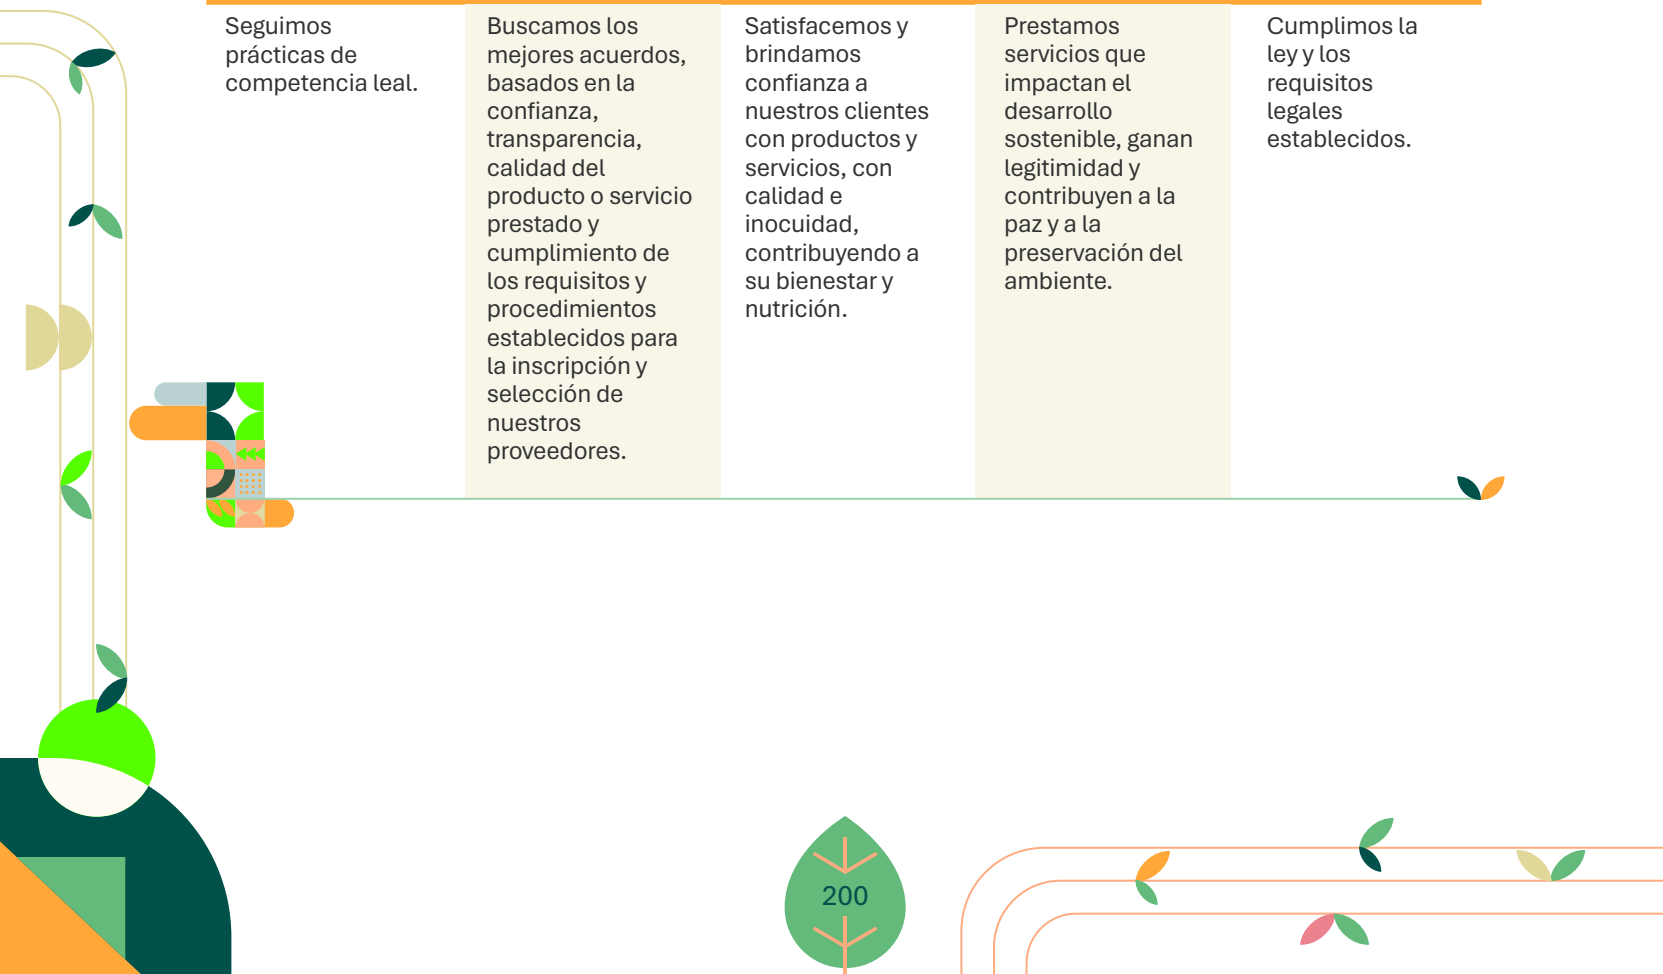 Seguimos
prácticas de
competencia leal.
Buscamos los
mejores acuerdos,
basados en la
confianza,
transparencia,
calidad del
producto o servicio
prestado y
cumplimiento de
los requisitos y
procedimientos
establecidos para
la inscripción y
selección de
nuestros
proveedores.
Satisfacemos y
brindamos
confianza a
nuestros clientes
con productos y
servicios, con
calidad e
inocuidad,
contribuyendo a
su bienestar y
nutrición.
Prestamos
servicios que
impactan el
desarrollo
sostenible, ganan
legitimidad y
contribuyen a la
paz y a la
preservación del
ambiente.
Cumplimos la
ley y los
requisitos
legales
establecidos.
200